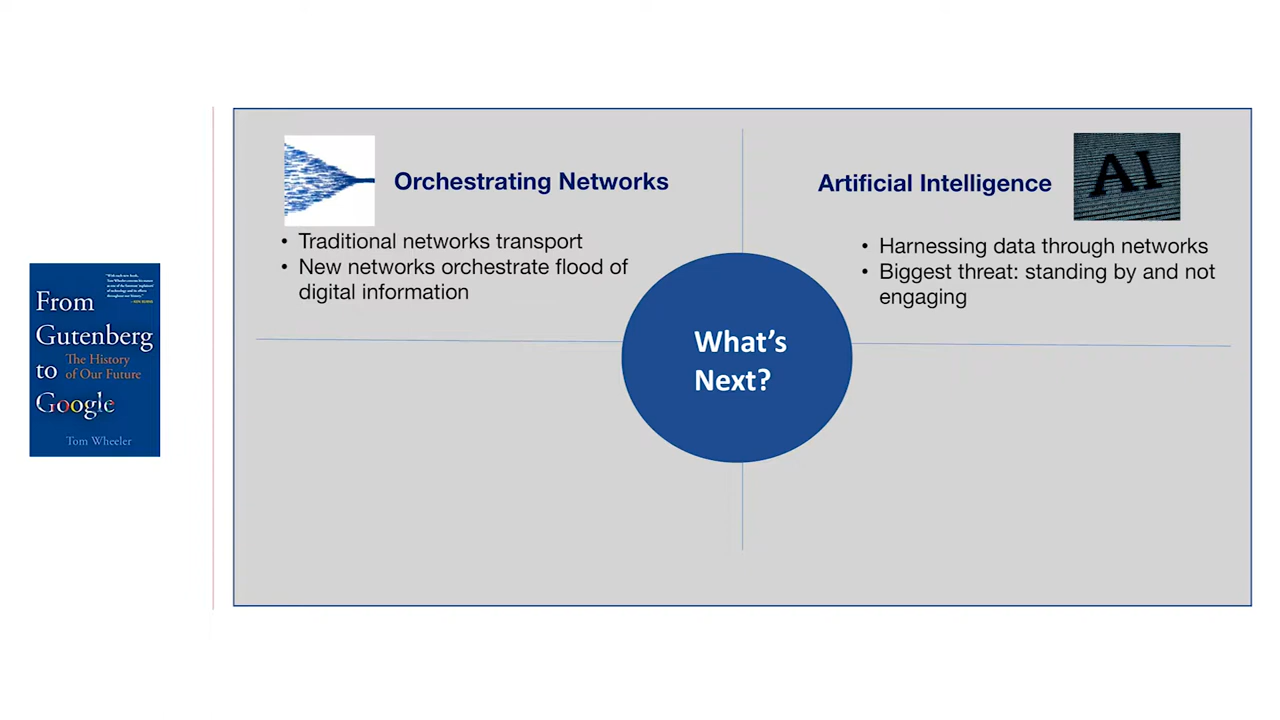 Orchestrating Networks
• Traditional networks transport
• New networks orchestrate flood of
digital information
Artificial Intelligence
AI
• Harnessing data through networks
• Biggest threat: standing by and not
engaging
What's
Next?
From
Gutenberg
to
The History
of Our Future
Google
Tom Wheeler